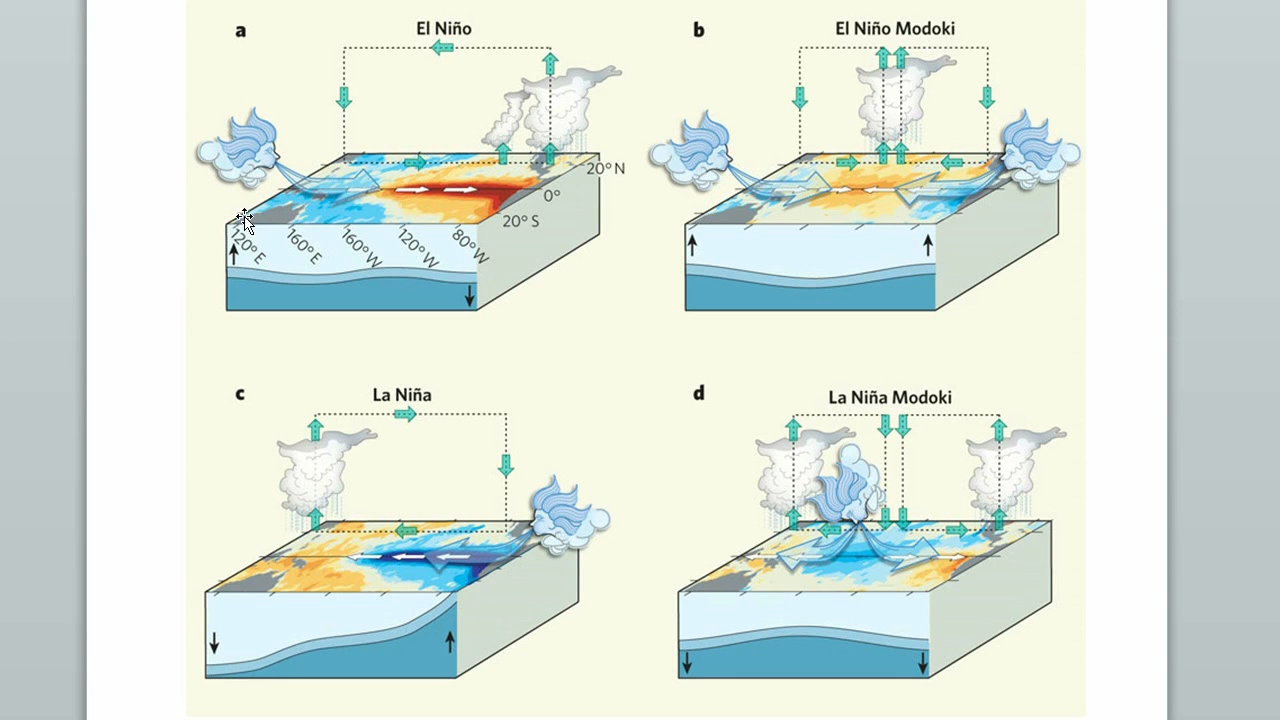 a
El Niño
b
El Niño Modoki
20° N
0°
20° S
120° E
160° E
160° W
120° W
80° W
c
La Niña
d
La Niña Modoki